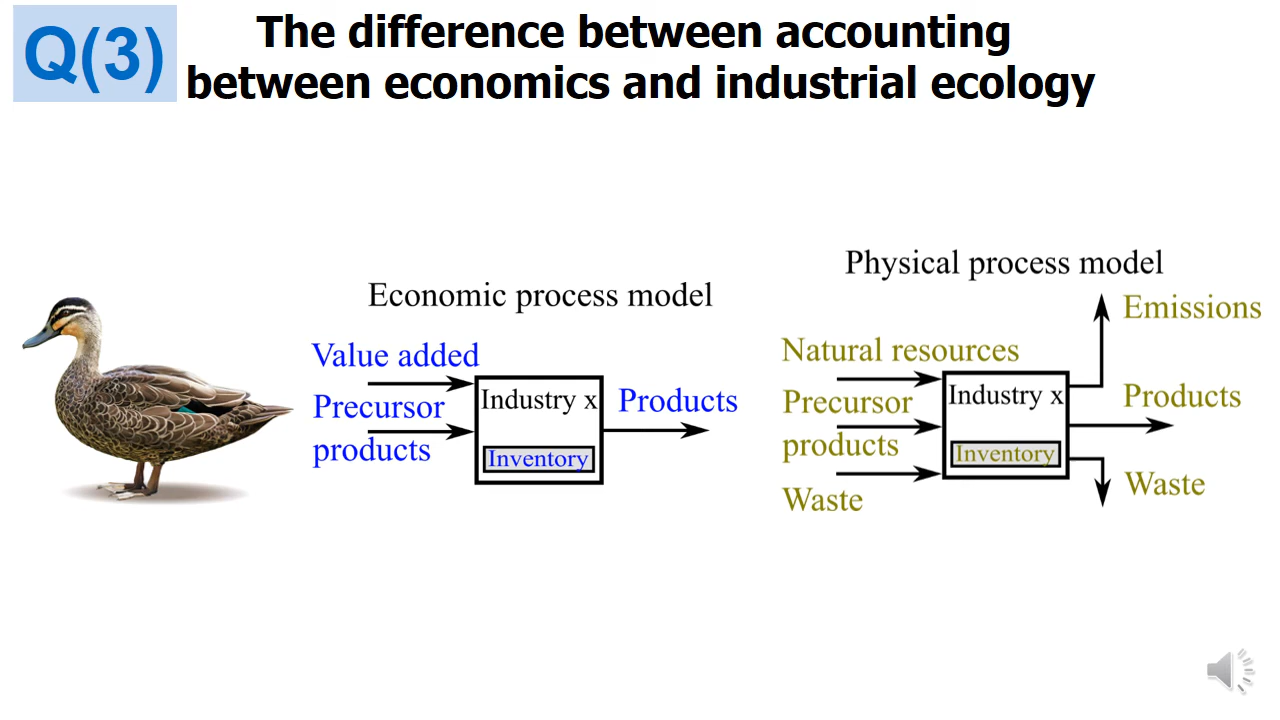 Q(3)
The difference between accounting
between economics and industrial ecology
Economic process model
Value added
Precursor
products
Industry x
Inventory
Products
Physical process model
Natural resources
Precursor
products
Waste
Industry x
Inventory
Emissions
Products
Waste